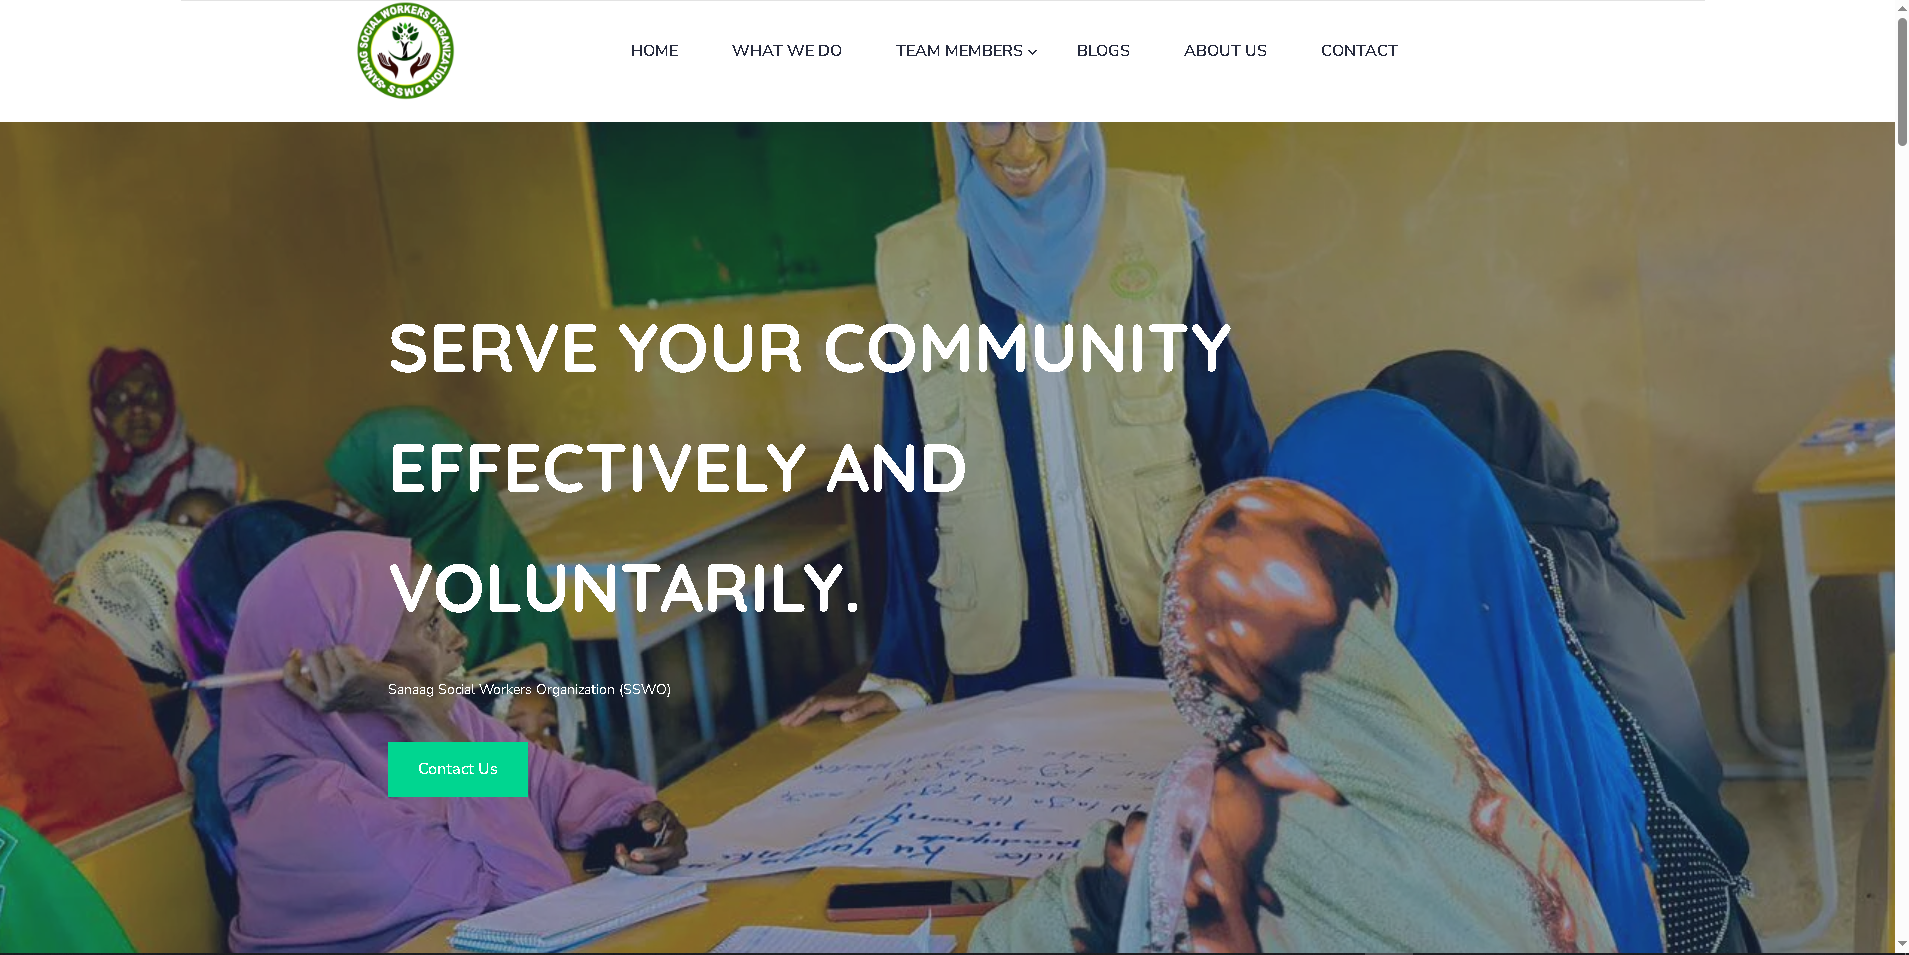 SANAAG SOCIAL WORKERS ORGANIZATION
• SSWO •
HOME
WHAT WE DO
TEAM MEMBERS
BLOGS
ABOUT US
CONTACT
SERVE YOUR COMMUNITY
EFFECTIVELY AND
VOLUNTARILY.
Sanaag Social Workers Organization (SSWO)
Contact Us